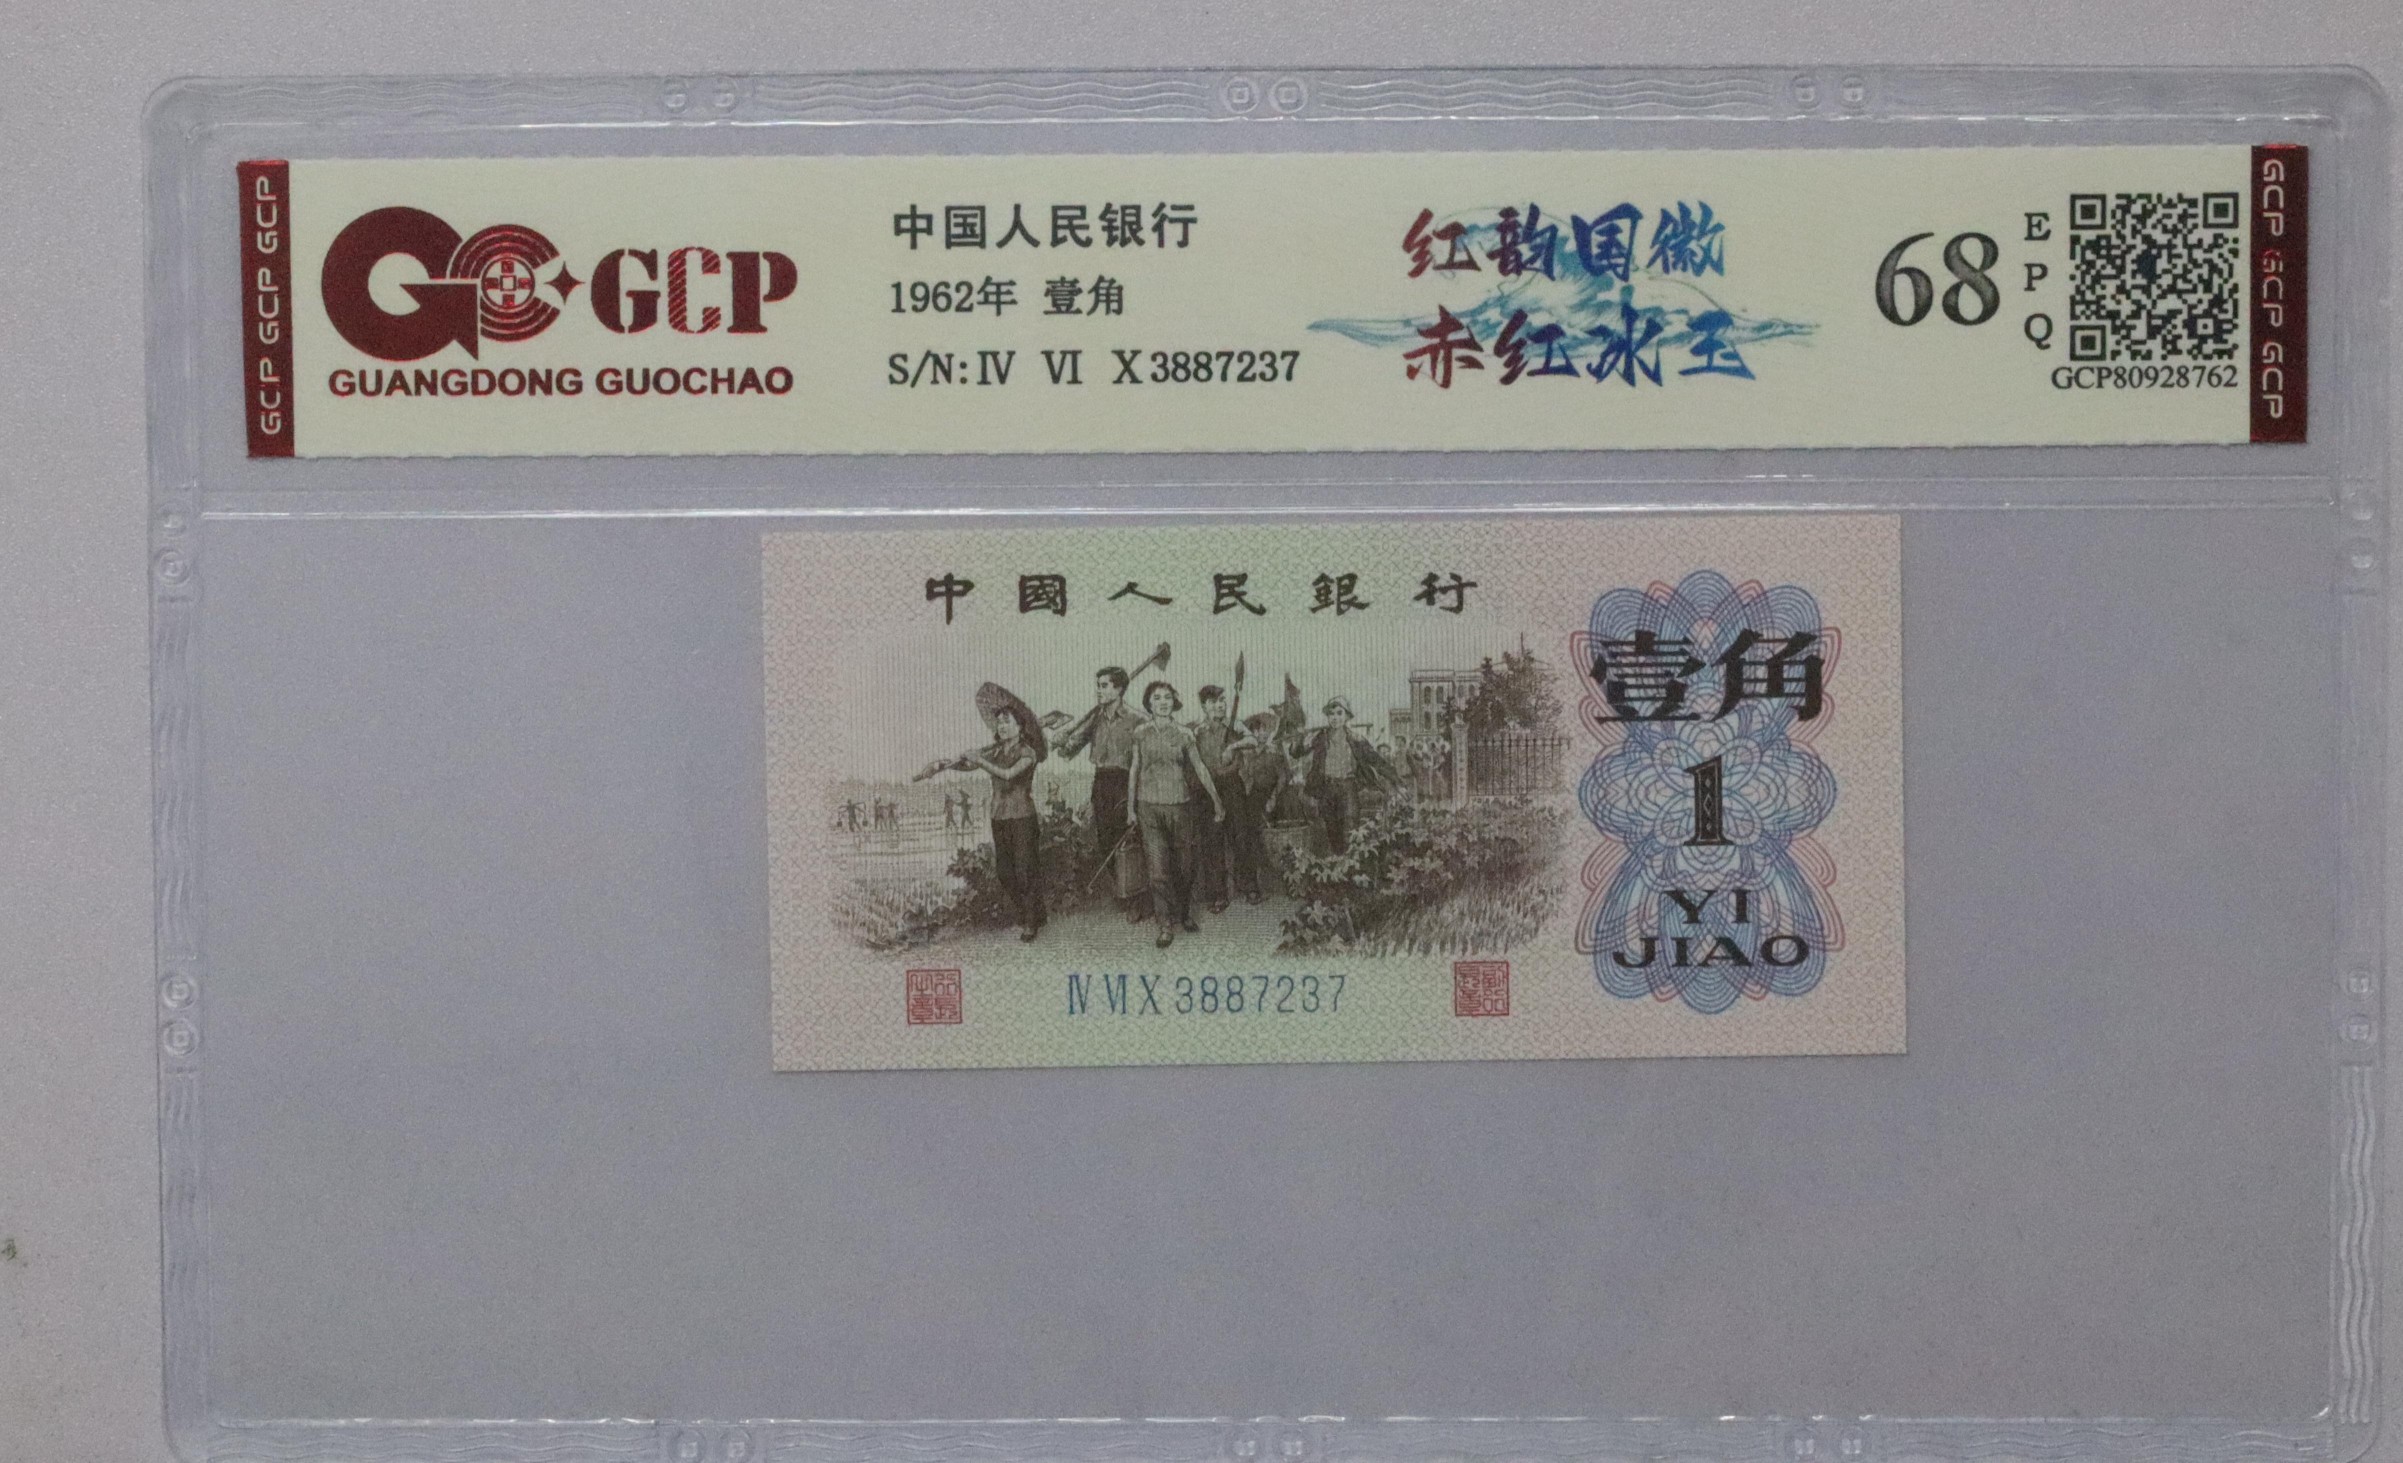 GCP GCP GCP
GCP
GUANGDONG GUOCHAO
中国人民银行
1962年 壹角
S/N: Ⅳ Ⅵ Ⅹ 3887237
红韵国徽
赤红冰玉
68
E
P
Q
GCP80928762
GCP GCP GCP
中國人民銀行
壹角
1
YI
JIAO
Ⅳ Ⅵ Ⅹ 3887237